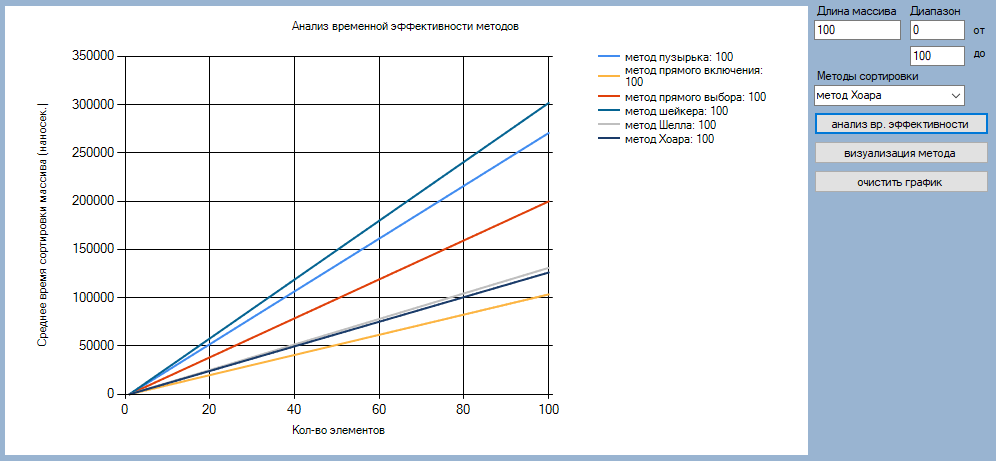 Анализ временной эффективности методов
Среднее время сортировки массива (наносек.)
350000
300000
250000
200000
150000
100000
50000
0
0 20 40 60 80 100
Кол-во элементов
метод пузырька: 100
метод прямого включения:
100
метод прямого выбора: 100
метод шейкера: 100
метод Шелла: 100
метод Хоара: 100
Длина массива Диапазон
100 0 от
100 до
Методы сортировки
метод Хоара
анализ вр. эффективности
визуализация метода
очистить график